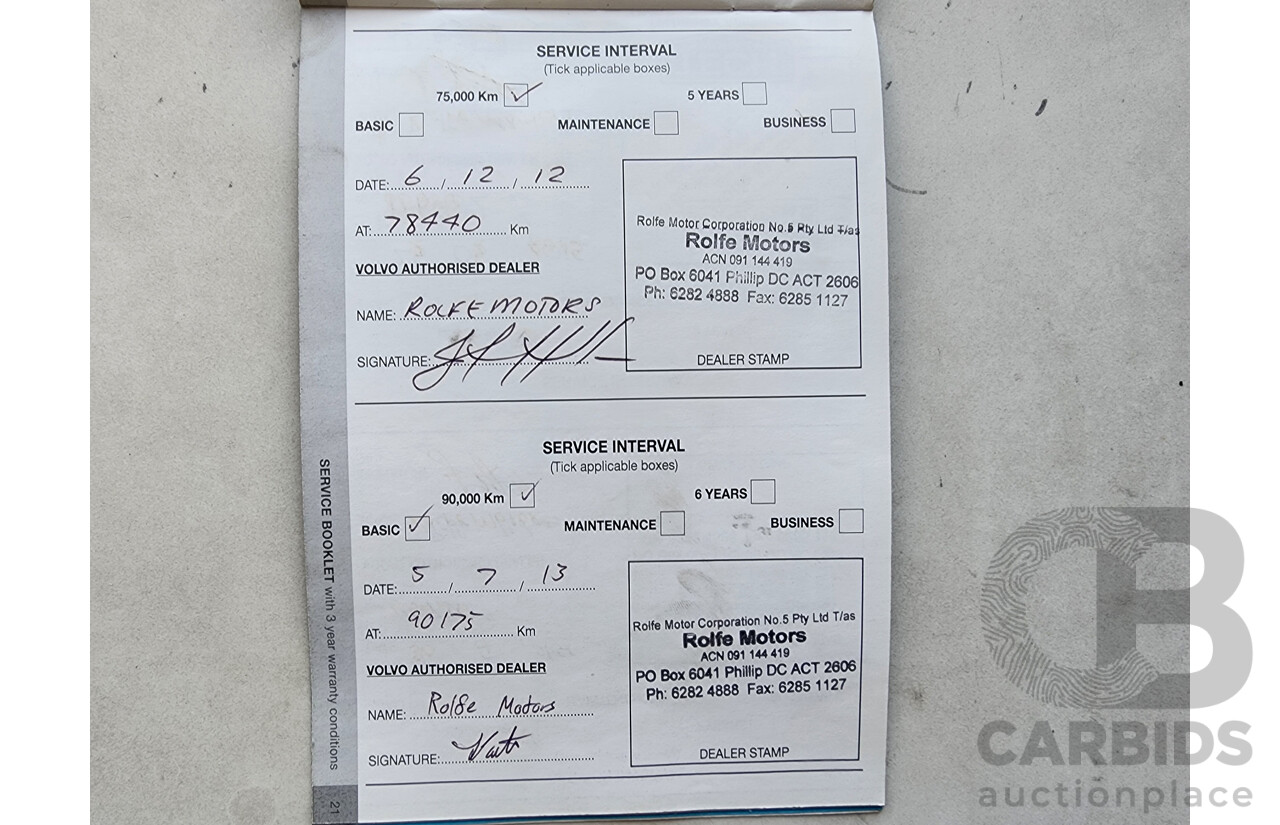 SERVICE INTERVAL
(Tick applicable boxes)
75,000 Km 5 YEARS
BASIC MAINTENANCE BUSINESS
DATE: 6 / 12 / 12
AT: 78440 Km
VOLVO AUTHORISED DEALER
NAME: ROLFE MOTORS
SIGNATURE:
Rolfe Motor Corporation No.5 Pty Ltd T/as
Rolfe Motors
ACN 091 144 419
PO Box 6041 Phillip DC ACT 2606
Ph: 6282 4888 Fax: 6285 1127
DEALER STAMP
SERVICE INTERVAL
(Tick applicable boxes)
90,000 Km 6 YEARS
BASIC MAINTENANCE BUSINESS
DATE: 5 / 7 / 13
AT: 90175 Km
VOLVO AUTHORISED DEALER
NAME: Rolfe Motors
SIGNATURE:
Rolfe Motor Corporation No.5 Pty Ltd T/as
Rolfe Motors
ACN 091 144 419
PO Box 6041 Phillip DC ACT 2606
Ph: 6282 4888 Fax: 6285 1127
DEALER STAMP
SERVICE BOOKLET with 3 year warranty conditions
21
CB
CARBIDS
auctionplace